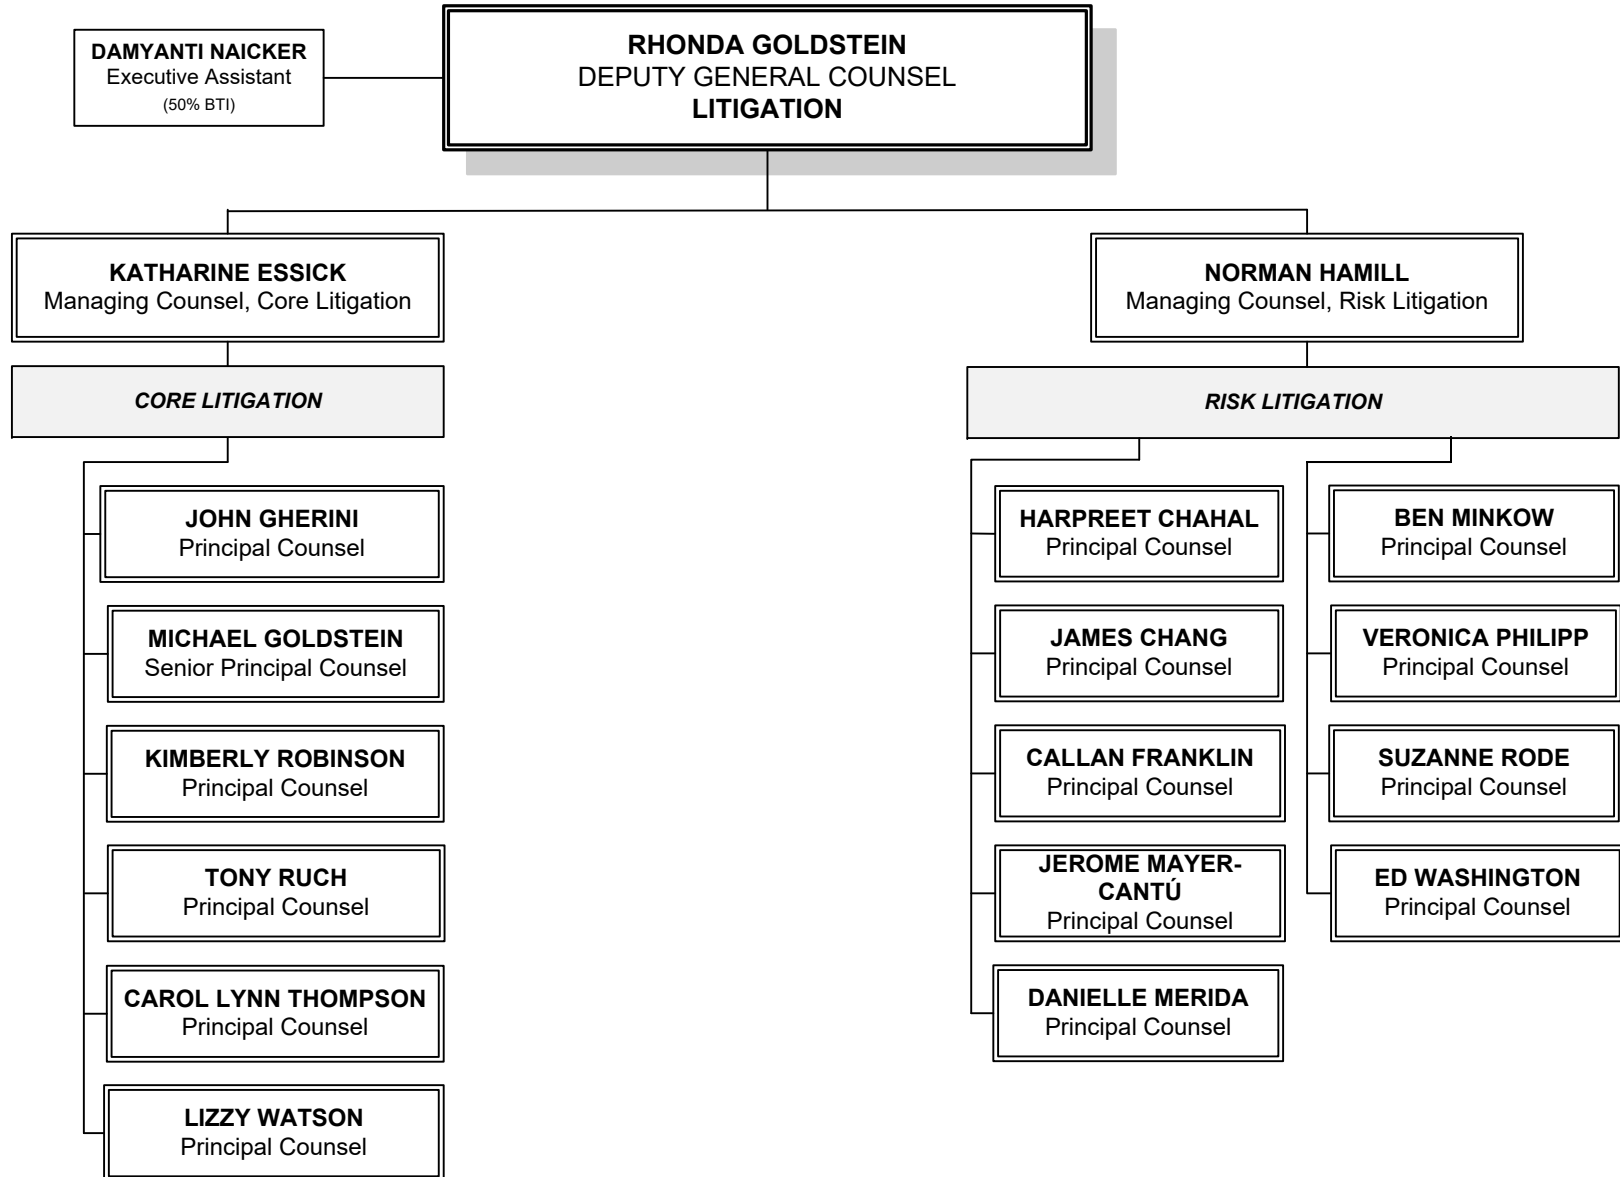 DAMYANTI NAICKER
Executive Assistant
(50% BTI)
RHONDA GOLDSTEIN
DEPUTY GENERAL COUNSEL
LITIGATION
KATHARINE ESSICK
Managing Counsel, Core Litigation
NORMAN HAMILL
Managing Counsel, Risk Litigation
CORE LITIGATION
RISK LITIGATION
JOHN GHERINI
Principal Counsel
MICHAEL GOLDSTEIN
Senior Principal Counsel
KIMBERLY ROBINSON
Principal Counsel
TONY RUCH
Principal Counsel
CAROL LYNN THOMPSON
Principal Counsel
LIZZY WATSON
Principal Counsel
HARPREET CHAHAL
Principal Counsel
JAMES CHANG
Principal Counsel
CALLAN FRANKLIN
Principal Counsel
JEROME MAYER-
CANTÚ
Principal Counsel
DANIELLE MERIDA
Principal Counsel
BEN MINKOW
Principal Counsel
VERONICA PHILIPP
Principal Counsel
SUZANNE RODE
Principal Counsel
ED WASHINGTON
Principal Counsel